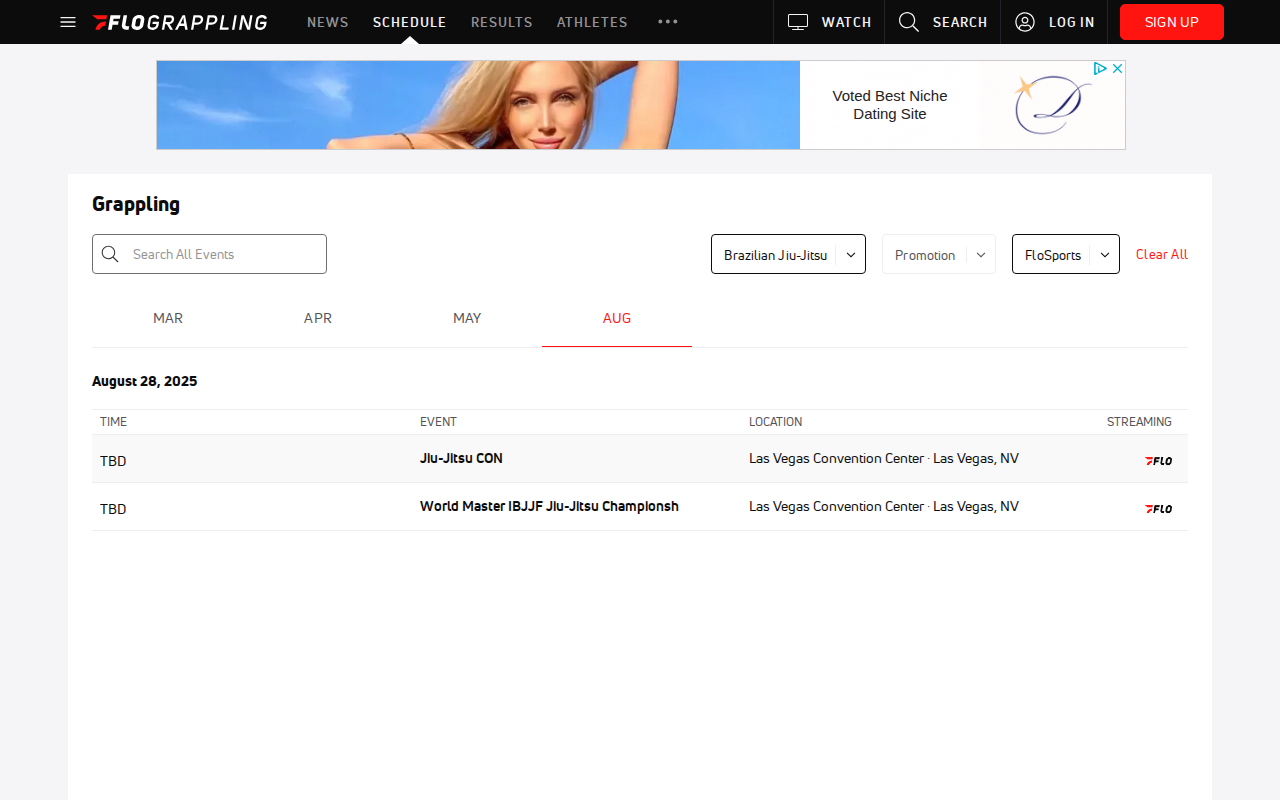 FLOGRAPPLING
NEWS SCHEDULE RESULTS ATHLETES
WATCH SEARCH LOG IN SIGN UP
Voted Best Niche
Dating Site
D
Grappling
Search All Events
Brazilian Jiu-Jitsu Promotion FloSports Clear All
MAR APR MAY AUG
August 28, 2025
TIME EVENT LOCATION STREAMING
TBD Jiu-Jitsu CON Las Vegas Convention Center · Las Vegas, NV FLO
TBD World Master IBJJF Jiu-Jitsu Championsh Las Vegas Convention Center · Las Vegas, NV FLO